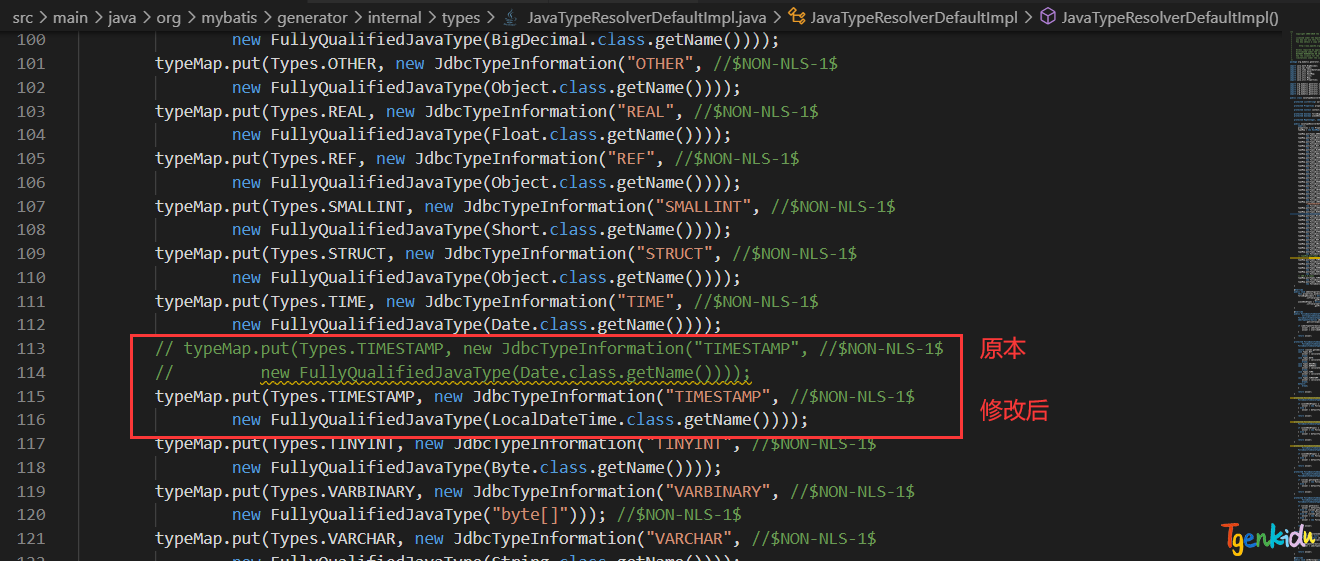 src > main > java > org > mybatis > generator > internal > types > JavaTypeResolverDefaultImpl.java > JavaTypeResolverDefaultImpl > JavaTypeResolverDefaultImpl()
100 new FullyQualifiedJavaType(BigDecimal.class.getName())));
101 typeMap.put(Types.OTHER, new JdbcTypeInformation("OTHER", //$NON-NLS-1$
102 new FullyQualifiedJavaType(Object.class.getName())));
103 typeMap.put(Types.REAL, new JdbcTypeInformation("REAL", //$NON-NLS-1$
104 new FullyQualifiedJavaType(Float.class.getName())));
105 typeMap.put(Types.REF, new JdbcTypeInformation("REF", //$NON-NLS-1$
106 new FullyQualifiedJavaType(Object.class.getName())));
107 typeMap.put(Types.SMALLINT, new JdbcTypeInformation("SMALLINT", //$NON-NLS-1$
108 new FullyQualifiedJavaType(Short.class.getName())));
109 typeMap.put(Types.STRUCT, new JdbcTypeInformation("STRUCT", //$NON-NLS-1$
110 new FullyQualifiedJavaType(Object.class.getName())));
111 typeMap.put(Types.TIME, new JdbcTypeInformation("TIME", //$NON-NLS-1$
112 new FullyQualifiedJavaType(Date.class.getName())));
113 // typeMap.put(Types.TIMESTAMP, new JdbcTypeInformation("TIMESTAMP", //$NON-NLS-1$ 原本
114 // new FullyQualifiedJavaType(Date.class.getName())));
115 typeMap.put(Types.TIMESTAMP, new JdbcTypeInformation("TIMESTAMP", //$NON-NLS-1$ 修改后
116 new FullyQualifiedJavaType(LocalDateTime.class.getName())));
117 typeMap.put(Types.TINYINT, new JdbcTypeInformation("TINYINT", //$NON-NLS-1$
118 new FullyQualifiedJavaType(Byte.class.getName())));
119 typeMap.put(Types.VARBINARY, new JdbcTypeInformation("VARBINARY", //$NON-NLS-1$
120 new FullyQualifiedJavaType("byte[]"))); //$NON-NLS-1$
121 typeMap.put(Types.VARCHAR, new JdbcTypeInformation("VARCHAR", //$NON-NLS-1$
122 new FullyQualifiedJavaType(String.class.getName())));
Tgenkidu